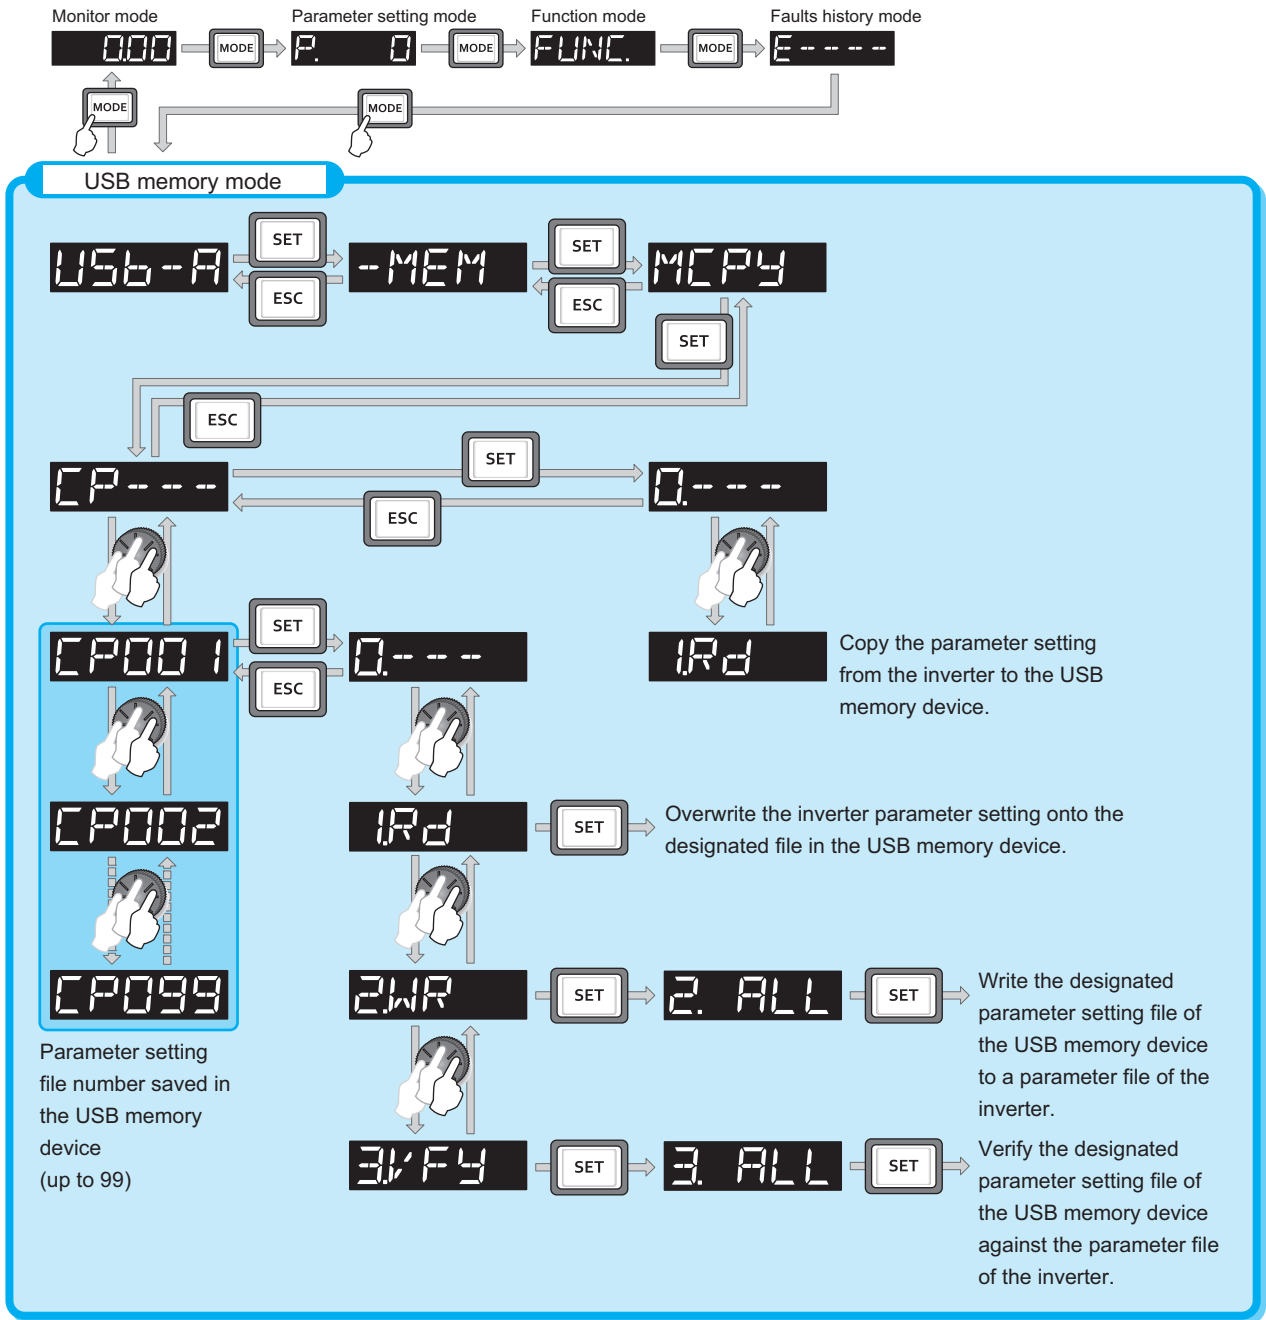 Monitor mode Parameter setting mode Function mode Faults history mode
0.00 MODE P. 0 MODE FUNC. MODE E-----
MODE MODE
USB memory mode
USb-A SET ESC -MEM SET ESC MCPY
SET
ESC
CP--- SET ESC 0.---
CP001 SET ESC 0.--- 1.Rd
Copy the parameter setting
from the inverter to the USB
memory device.
CP002 1.Rd SET
Overwrite the inverter parameter setting onto the
designated file in the USB memory device.
CP099 2.WR SET 2. ALL SET
Write the designated
parameter setting file of
the USB memory device
to a parameter file of the
inverter.
Parameter setting
file number saved in
the USB memory
device
(up to 99)
3.VFY SET 3. ALL SET
Verify the designated
parameter setting file of
the USB memory device
against the parameter file
of the inverter.